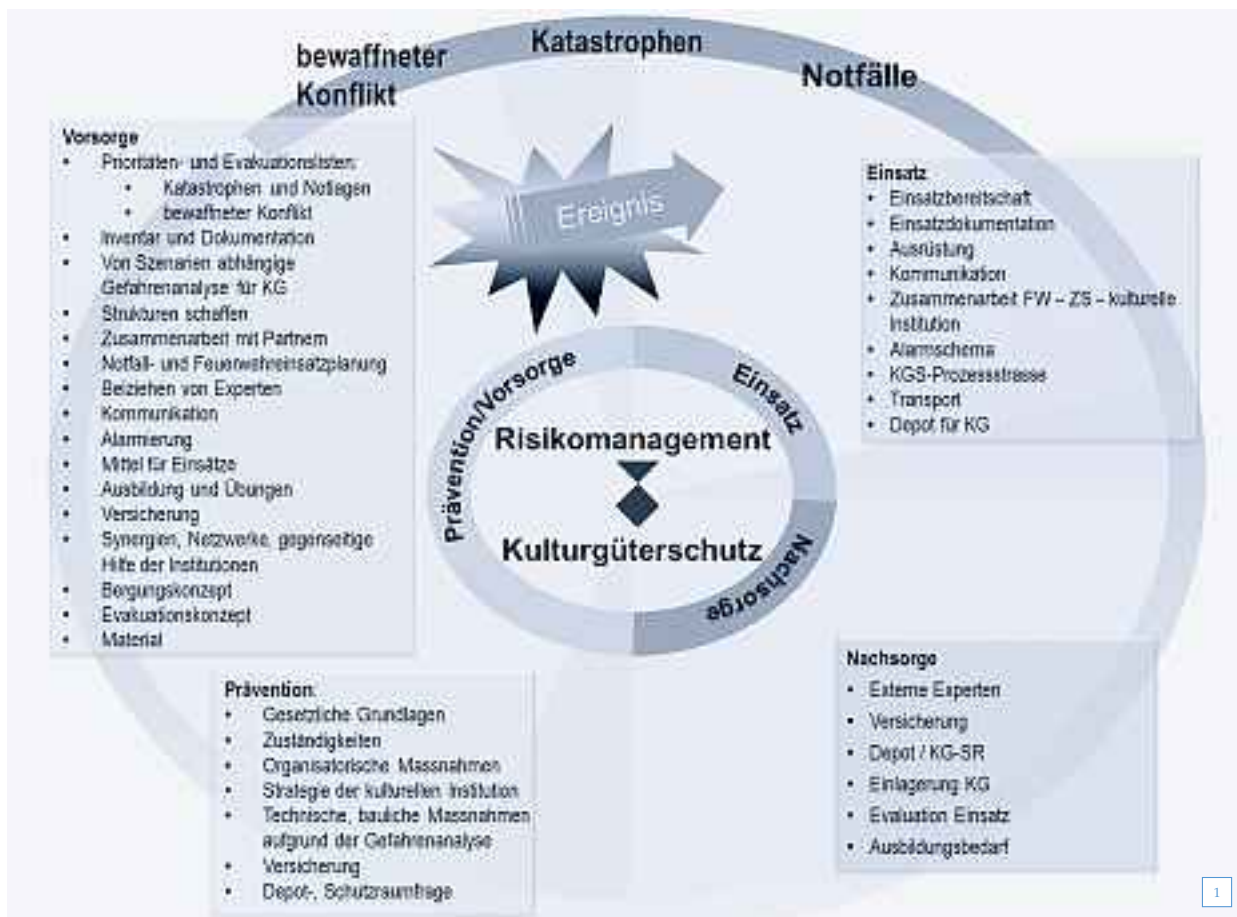 bewaffneter
Konflikt
Katastrophen
Notfälle
Vorsorge
• Prioritäten- und Evakuationslisten:
• Katastrophen und Notlagen
• bewaffneter Konflikt
• Inventar und Dokumentation
• Von Szenarien abhängige
Gefahrenanalyse für KG
• Strukturen schaffen
• Zusammenarbeit mit Partnern
• Notfall- und Feuerwehreinsatzplanung
• Beiziehen von Experten
• Kommunikation
• Alarmierung
• Mittel für Einsätze
• Ausbildung und Übungen
• Versicherung
• Synergien, Netzwerke, gegenseitige
Hilfe der Institutionen
• Bergungskonzept
• Evakuationskonzept
• Material
Ereignis
Einsatz
• Einsatzbereitschaft
• Einsatzdokumentation
• Ausrüstung
• Kommunikation
• Zusammenarbeit FW – ZS – kulturelle
Institution
• Alarmschema
• KGS-Prozessstrasse
• Transport
• Depot für KG
Prävention/Vorsorge
Einsatz
Nachsorge
Risikomanagement
Kulturgüterschutz
Prävention:
• Gesetzliche Grundlagen
• Zuständigkeiten
• Organisatorische Massnahmen
• Strategie der kulturellen Institution
• Technische, bauliche Massnahmen
aufgrund der Gefahrenanalyse
• Versicherung
• Depot-, Schutzraumfrage
Nachsorge
• Externe Experten
• Versicherung
• Depot / KG-SR
• Einlagerung KG
• Evaluation Einsatz
• Ausbildungsbedarf
1